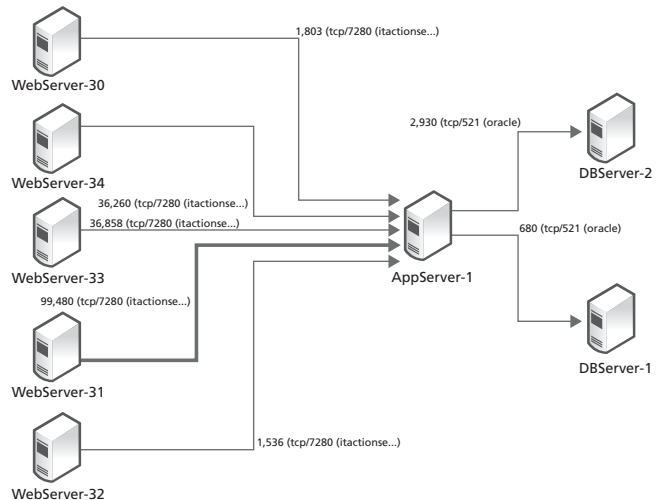 1,803 (tcp/7280 (itactionse...)
WebServer-30
2,930 (tcp/521 (oracle)
DBServer-2
WebServer-34
36,260 (tcp/7280 (itactionse...)
36,858 (tcp/7280 (itactionse...)
680 (tcp/521 (oracle)
WebServer-33
AppServer-1
99,480 (tcp/7280 (itactionse...)
DBServer-1
WebServer-31
1,536 (tcp/7280 (itactionse...)
WebServer-32